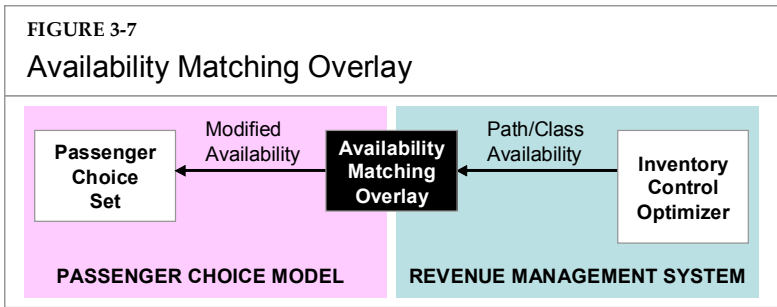 FIGURE 3-7
Availability Matching Overlay
Passenger
Choice
Set
Modified
Availability
Availability
Matching
Overlay
Path/Class
Availability
Inventory
Control
Optimizer
PASSENGER CHOICE MODEL
REVENUE MANAGEMENT SYSTEM